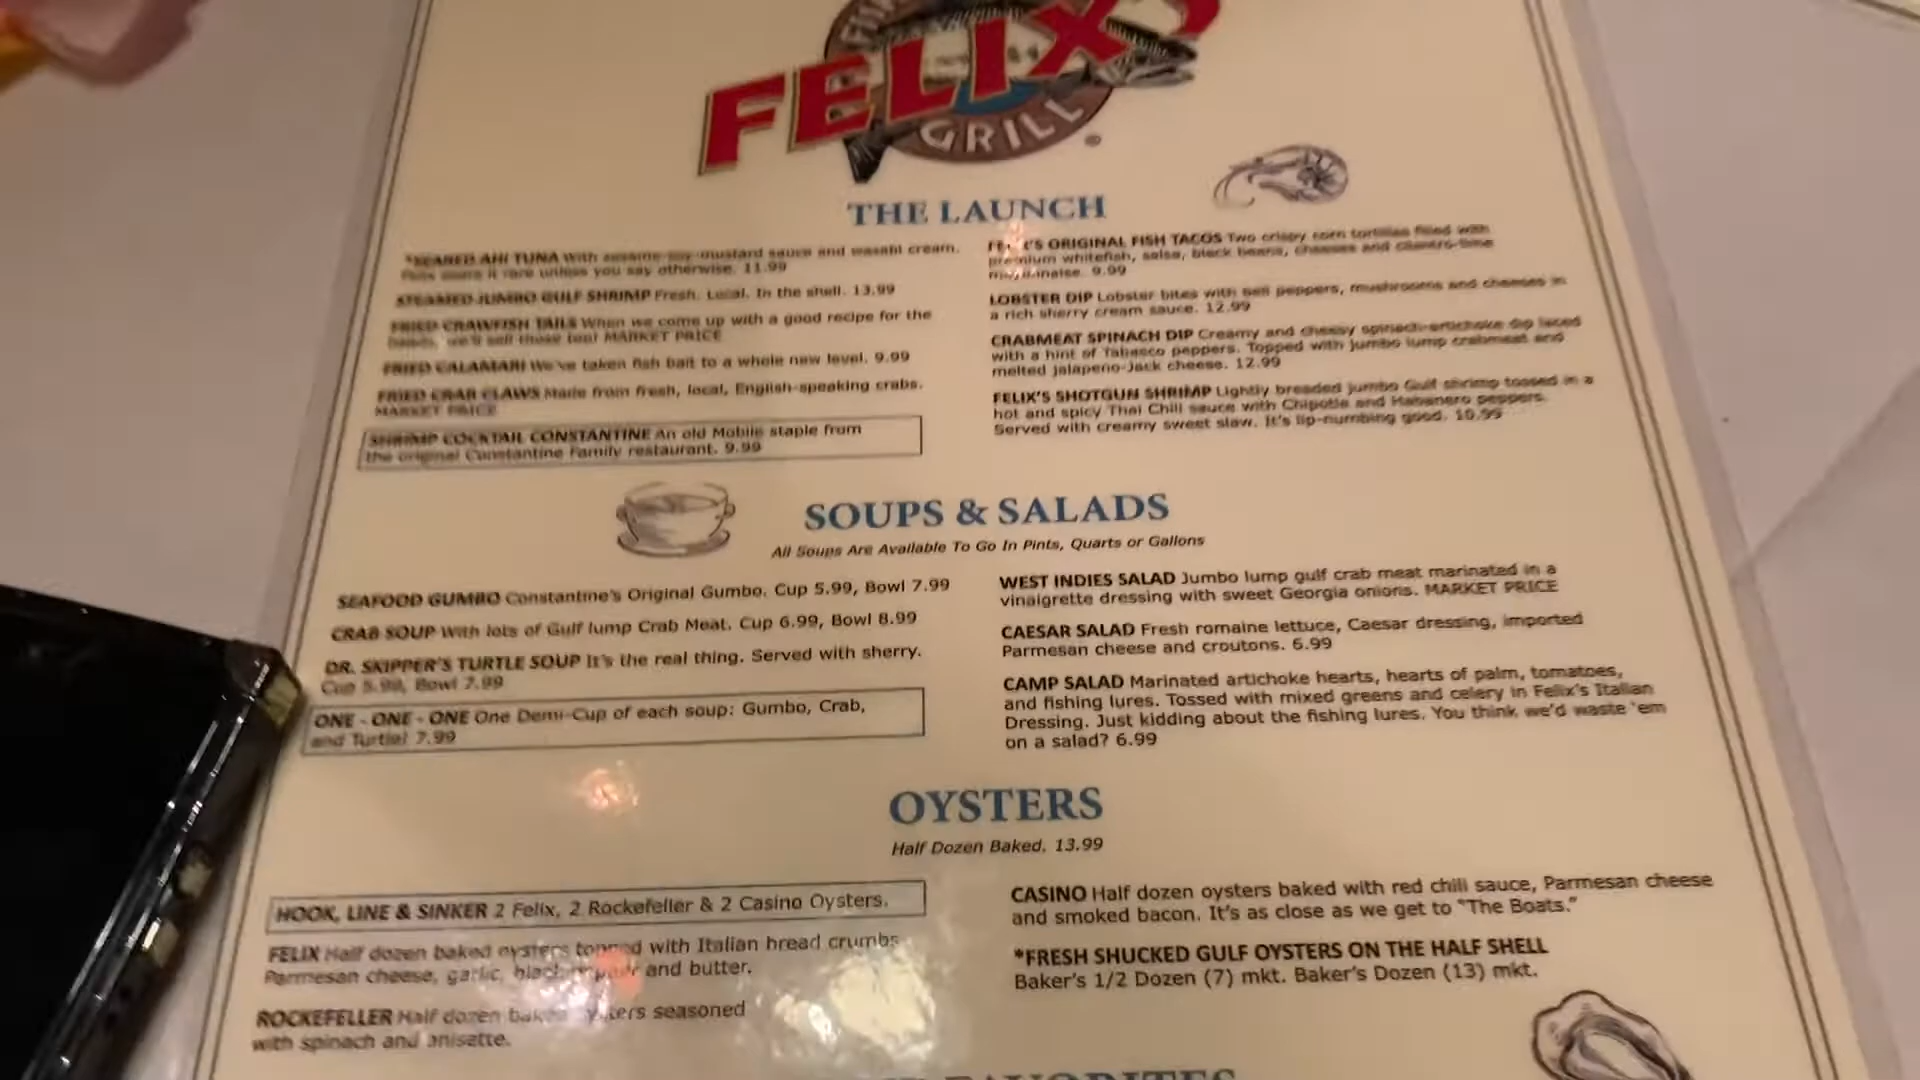 FELIX'S
GRILL
THE LAUNCH
*SEARED AHI TUNA With sesame-soy-mustard sauce and wasabi cream.
it rare unless you say otherwise. 11.99
STEAMED JUMBO GULF SHRIMP Fresh. Local. In the shell. 13.99
FRIED CRAWFISH TAILS When we come up with a good recipe for the
heads, we'll sell those too! MARKET PRICE
FRIED CALAMARI We've taken fish bait to a whole new level. 9.99
FRIED CRAB CLAWS Made from fresh, local, English-speaking crabs.
MARKET PRICE
SHRIMP COCKTAIL CONSTANTINE An old Mobile staple from
the original Constantine Family restaurant. 9.99
ORIGINAL FISH TACOS Two crispy corn tortillas filled with
premium whitefish, salsa, black beans, cheeses and cilantro-lime
mayonnaise. 9.99
LOBSTER DIP Lobster bites with bell peppers, mushrooms and cheeses in
a rich sherry cream sauce. 12.99
CRABMEAT SPINACH DIP Creamy and cheesy spinach-artichoke dip laced
with a hint of Tabasco peppers. Topped with jumbo lump crabmeat and
melted jalapeno-Jack cheese. 12.99
FELIX'S SHOTGUN SHRIMP Lightly breaded jumbo Gulf shrimp tossed in a
hot and spicy Thai Chili sauce with Chipotle and Habanero peppers.
Served with creamy sweet slaw. It's lip-numbing good. 10.99
SOUPS & SALADS
All Soups Are Available To Go In Pints, Quarts or Gallons
SEAFOOD GUMBO Constantine's Original Gumbo. Cup 5.99, Bowl 7.99
CRAB SOUP With lots of Gulf lump Crab Meat. Cup 6.99, Bowl 8.99
DR. SKIPPER'S TURTLE SOUP It's the real thing. Served with sherry.
Cup 5.99, Bowl 7.99
ONE - ONE - ONE One Demi-Cup of each soup: Gumbo, Crab,
and Turtle! 7.99
WEST INDIES SALAD Jumbo lump gulf crab meat marinated in a
vinaigrette dressing with sweet Georgia onions. MARKET PRICE
CAESAR SALAD Fresh romaine lettuce, Caesar dressing, imported
Parmesan cheese and croutons. 6.99
CAMP SALAD Marinated artichoke hearts, hearts of palm, tomatoes,
and fishing lures. Tossed with mixed greens and celery in Felix's Italian
Dressing. Just kidding about the fishing lures. You think we'd waste 'em
on a salad? 6.99
OYSTERS
Half Dozen Baked. 13.99
HOOK, LINE & SINKER 2 Felix, 2 Rockefeller & 2 Casino Oysters.
FELIX Half dozen baked oysters topped with Italian bread crumbs
Parmesan cheese, garlic, black pepper and butter.
ROCKEFELLER Half dozen baked oysters seasoned
with spinach and anisette.
CASINO Half dozen oysters baked with red chili sauce, Parmesan cheese
and smoked bacon. It's as close as we get to "The Boats."
*FRESH SHUCKED GULF OYSTERS ON THE HALF SHELL
Baker's 1/2 Dozen (7) mkt. Baker's Dozen (13) mkt.
FAVORITES